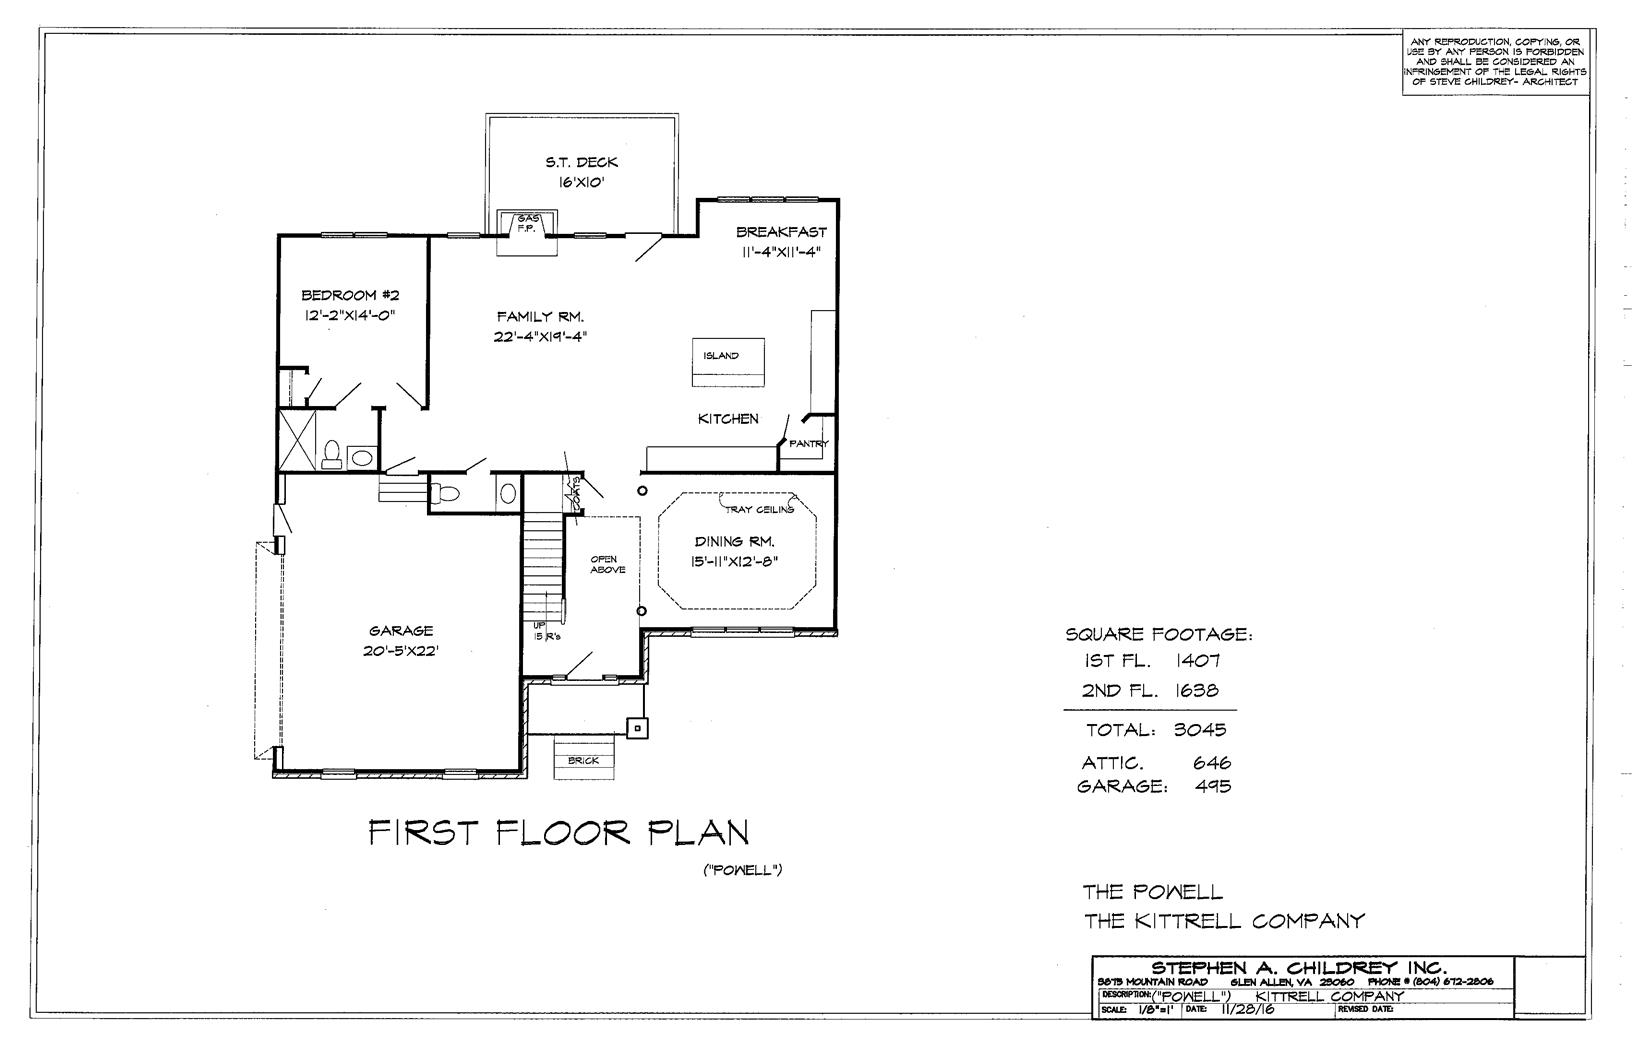 ANY REPRODUCTION, COPYING, OR
USE BY ANY PERSON IS FORBIDDEN
AND SHALL BE CONSIDERED AN
INFRINGEMENT OF THE LEGAL RIGHTS
OF STEVE CHILDREY- ARCHITECT
S.T. DECK
16'X10'
GAS
F.P.
BREAKFAST
11'-4"X11'-4"
BEDROOM #2
12'-2"X14'-0"
FAMILY RM.
22'-4"X19'-4"
ISLAND
KITCHEN
PANTRY
COATS
TRAY CEILING
DINING RM.
15'-11"X12'-8"
OPEN
ABOVE
UP
15 R's
GARAGE
20'-5'X22'
BRICK
SQUARE FOOTAGE:
1ST FL. 1407
2ND FL. 1638
TOTAL: 3045
ATTIC. 646
GARAGE: 495
FIRST FLOOR PLAN
("POWELL")
THE POWELL
THE KITTRELL COMPANY
STEPHEN A. CHILDREY INC.
5875 MOUNTAIN ROAD GLEN ALLEN, VA 23060 PHONE # (804) 672-2806
DESCRIPTION: ("POWELL") KITTRELL COMPANY
SCALE: 1/8"=1' DATE: 11/28/16 REVISED DATE: